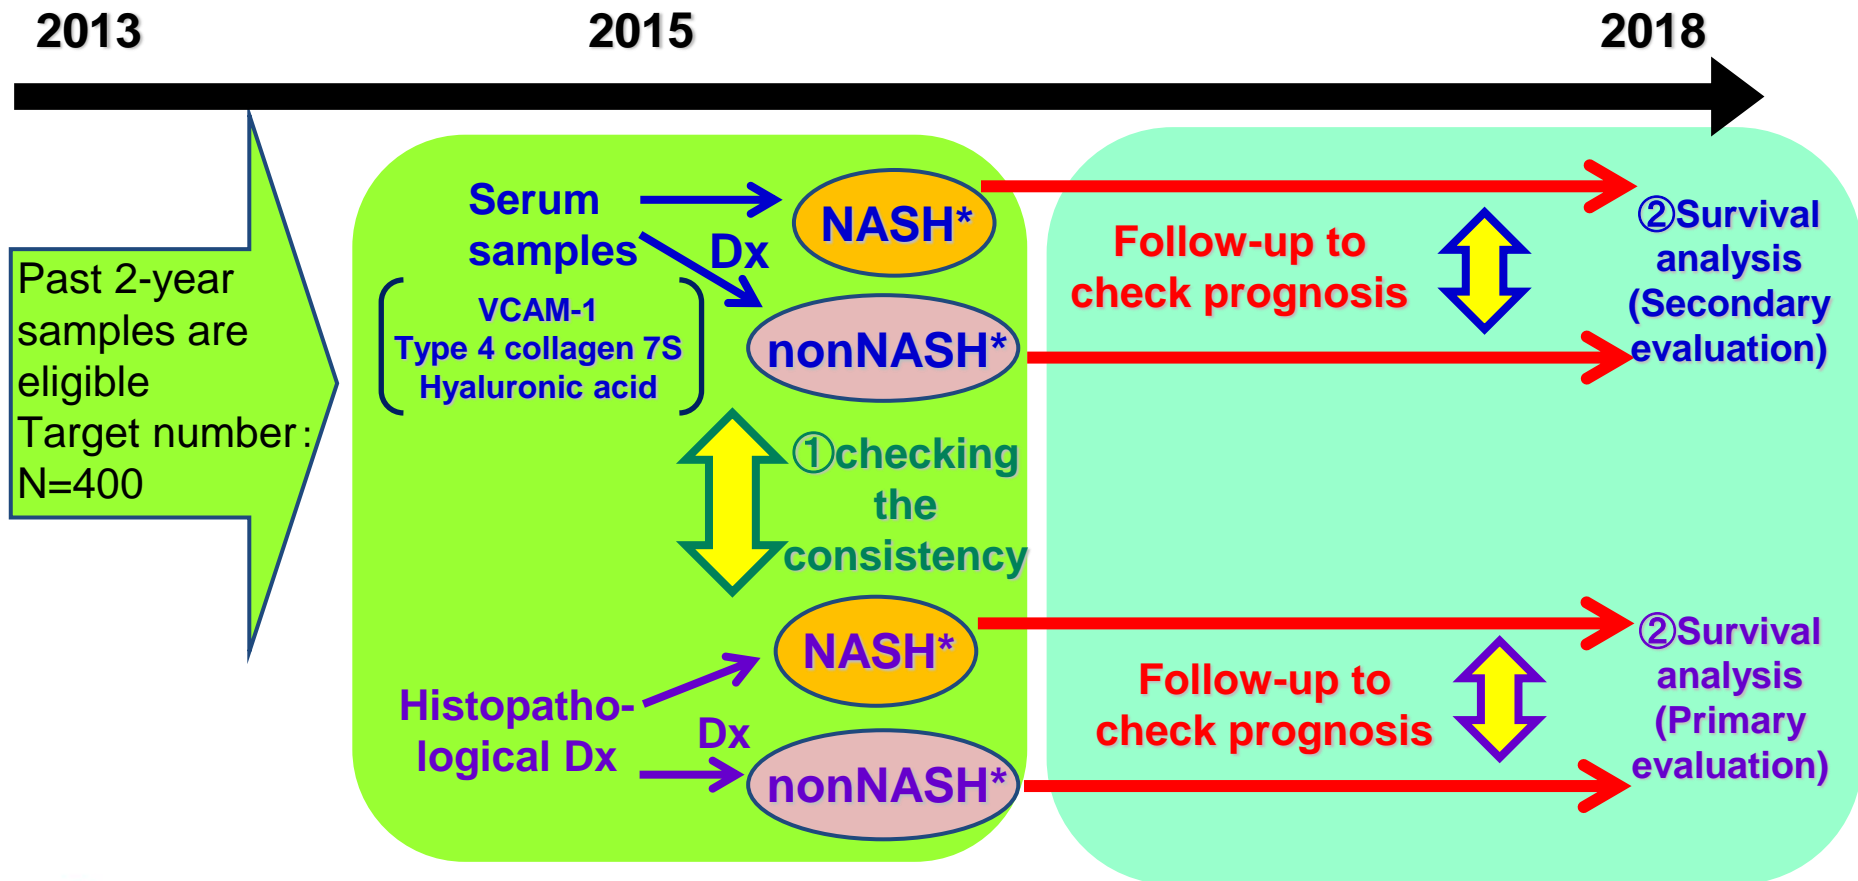 2013
2015
2018
Past 2-year
samples are
eligible
Target number：
N=400
Serum
samples
VCAM-1
Type 4 collagen 7S
Hyaluronic acid
Dx
NASH*
nonNASH*
①checking
the
consistency
Histopatho-
logical Dx
Dx
NASH*
nonNASH*
Follow-up to
check prognosis
②Survival
analysis
(Secondary
evaluation)
Follow-up to
check prognosis
②Survival
analysis
(Primary
evaluation)